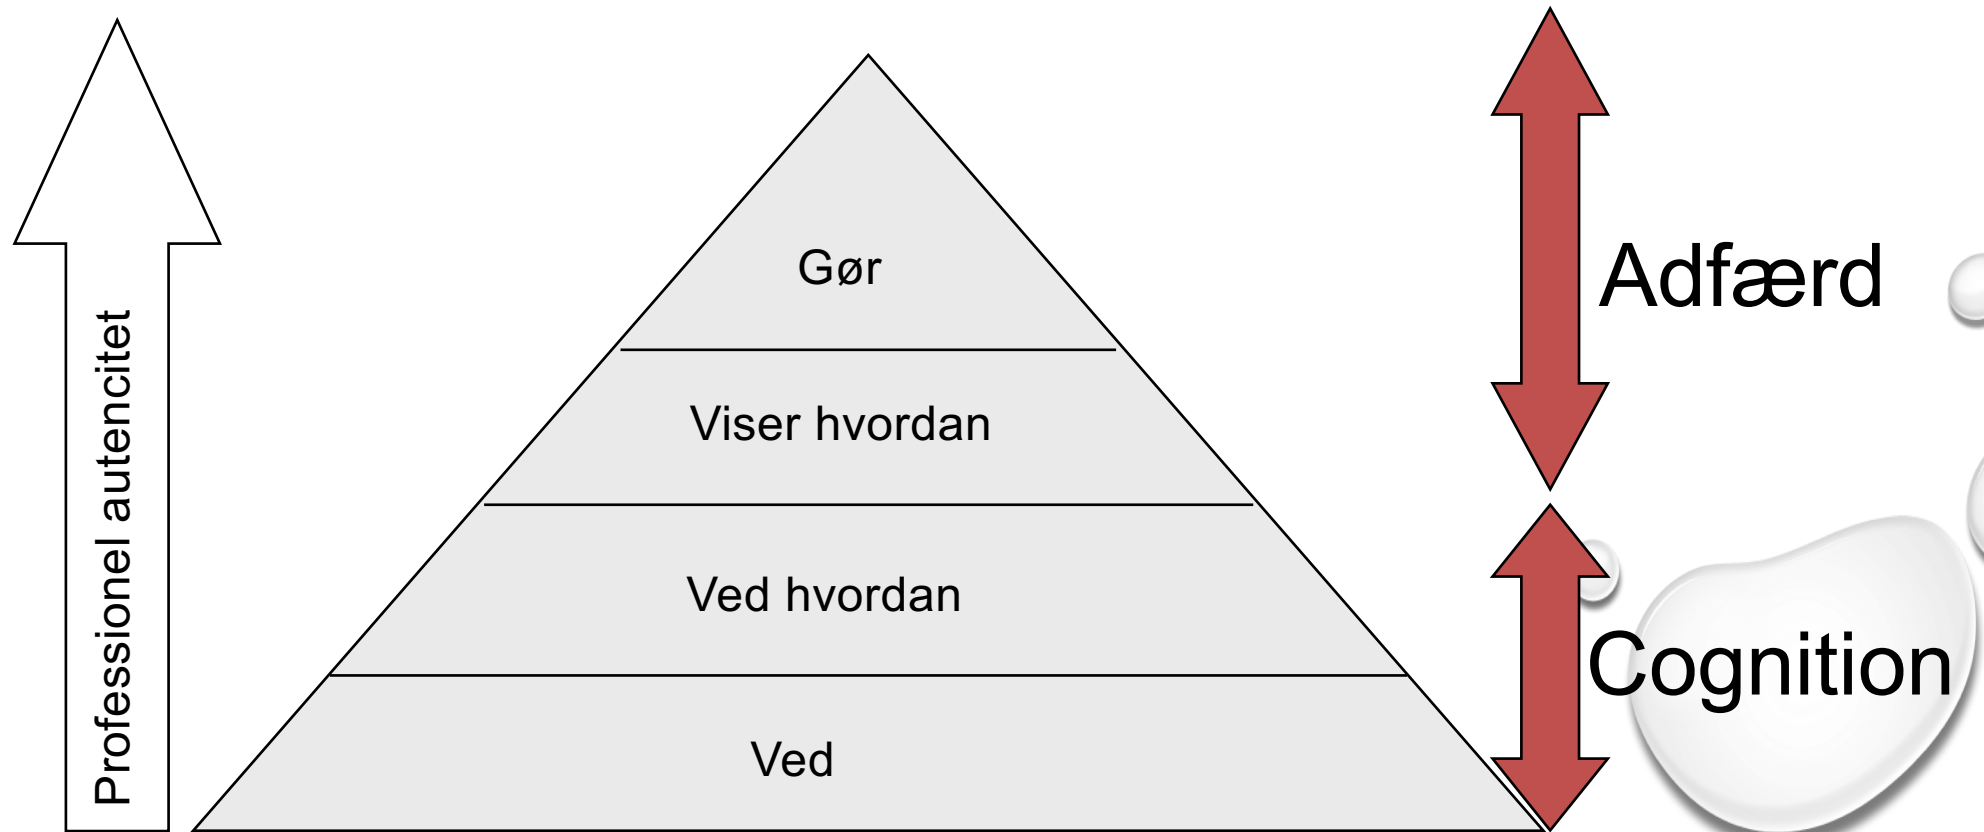 Professionel autencitet
Gør
Viser hvordan
Ved hvordan
Ved
Adfærd
Cognition